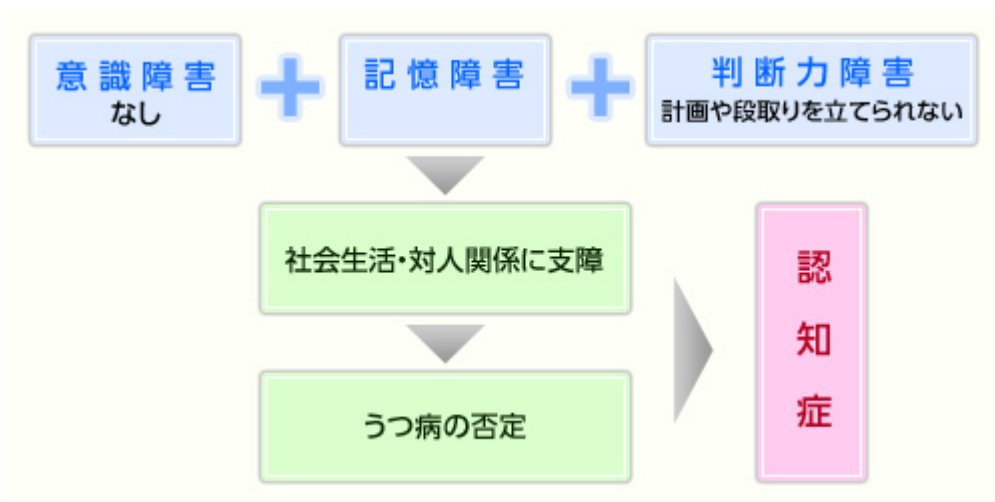 意識障害
なし
記憶障害
判断力障害
計画や段取りを立てられない
社会生活・対人関係に支障
うつ病の否定
認知症